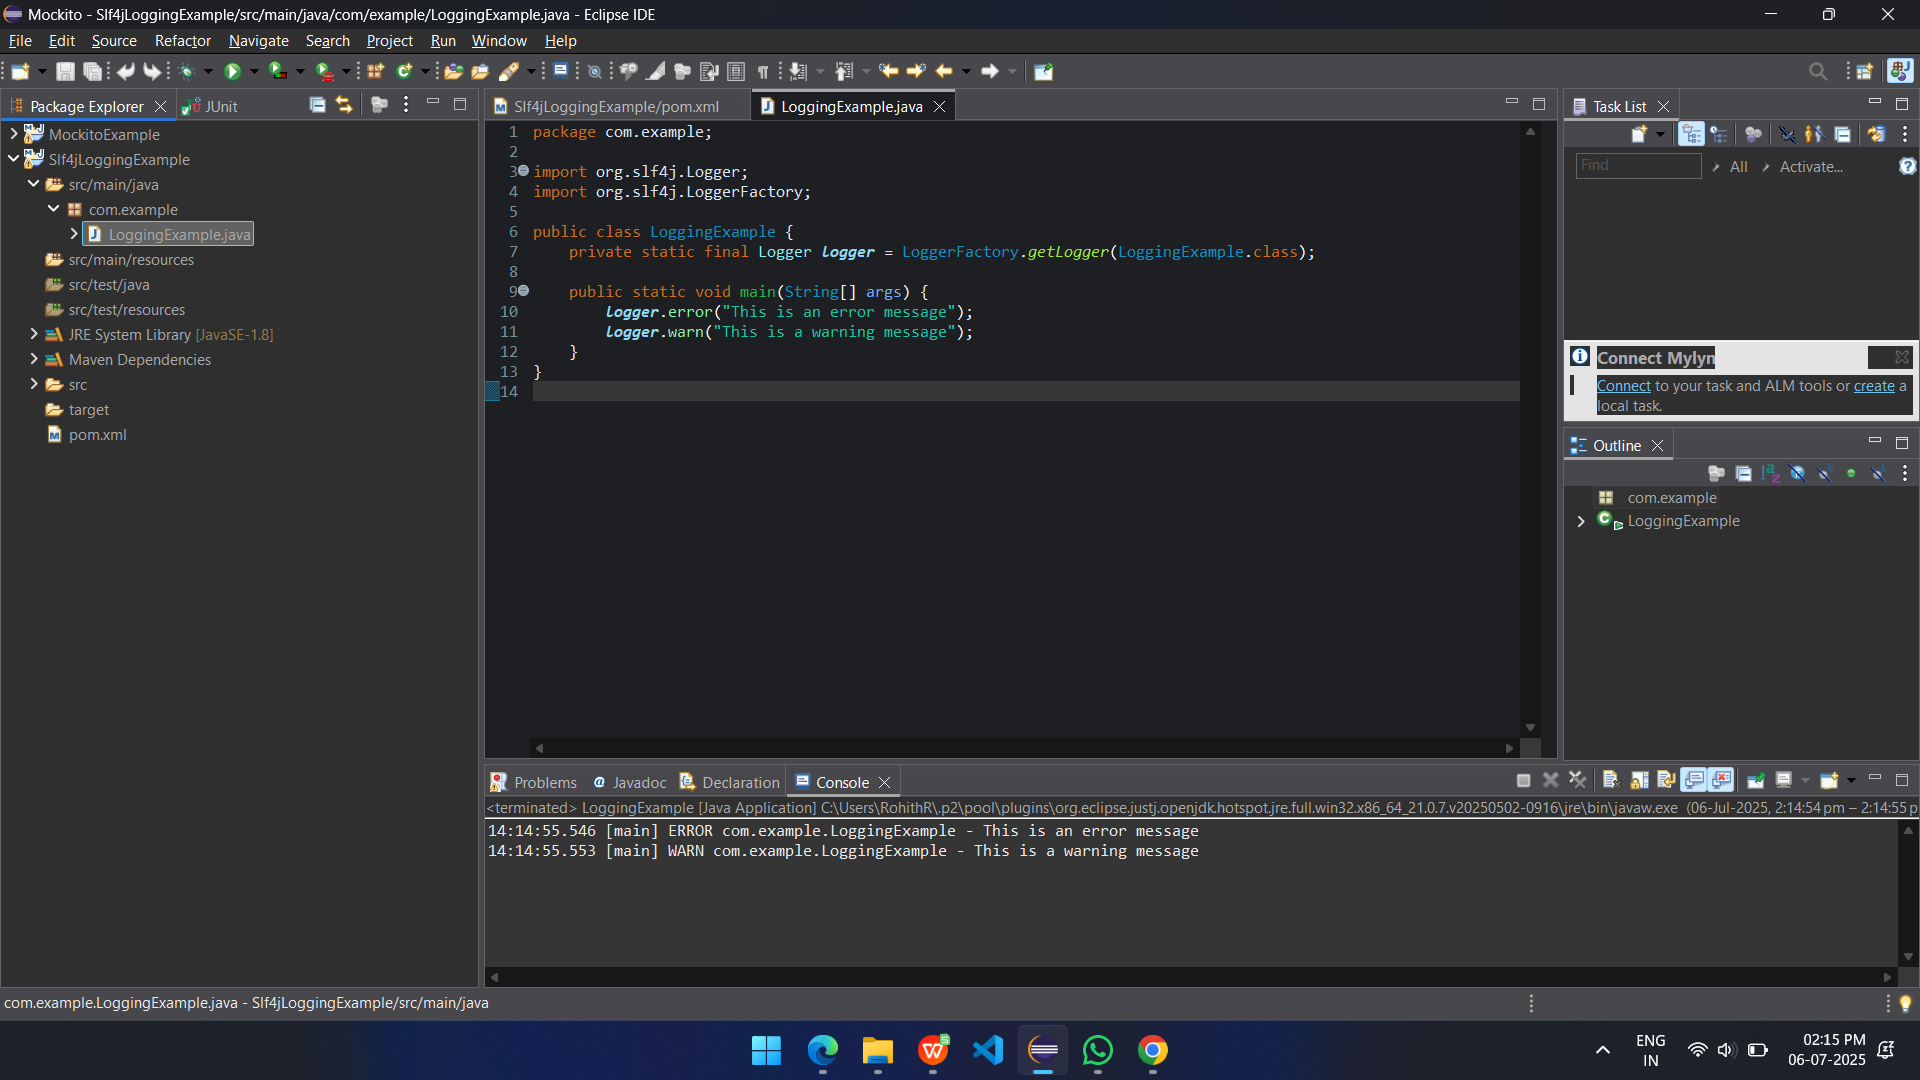 Mockito - Slf4jLoggingExample/src/main/java/com/example/LoggingExample.java - Eclipse IDE
File Edit Source Refactor Navigate Search Project Run Window Help
Package Explorer JUnit
MockitoExample
Slf4jLoggingExample
src/main/java
com.example
LoggingExample.java
src/main/resources
src/test/java
src/test/resources
JRE System Library [JavaSE-1.8]
Maven Dependencies
src
target
pom.xml
Slf4jLoggingExample/pom.xml LoggingExample.java
1 package com.example;
2
3 import org.slf4j.Logger;
4 import org.slf4j.LoggerFactory;
5
6 public class LoggingExample {
7 private static final Logger logger = LoggerFactory.getLogger(LoggingExample.class);
8
9 public static void main(String[] args) {
10 logger.error("This is an error message");
11 logger.warn("This is a warning message");
12 }
13 }
14
Task List
Find All Activate...
Connect Mylyn
Connect to your task and ALM tools or create a
local task.
Outline
com.example
LoggingExample
Problems Javadoc Declaration Console
<terminated> LoggingExample [Java Application] C:\Users\RohithR\.p2\pool\plugins\org.eclipse.justj.openjdk.hotspot.jre.full.win32.x86_64_21.0.7.v20250502-0916\jre\bin\javaw.exe (06-Jul-2025, 2:14:54 pm – 2:14:55 p
14:14:55.546 [main] ERROR com.example.LoggingExample - This is an error message
14:14:55.553 [main] WARN com.example.LoggingExample - This is a warning message
com.example.LoggingExample.java - Slf4jLoggingExample/src/main/java
ENG
IN
02:15 PM
06-07-2025